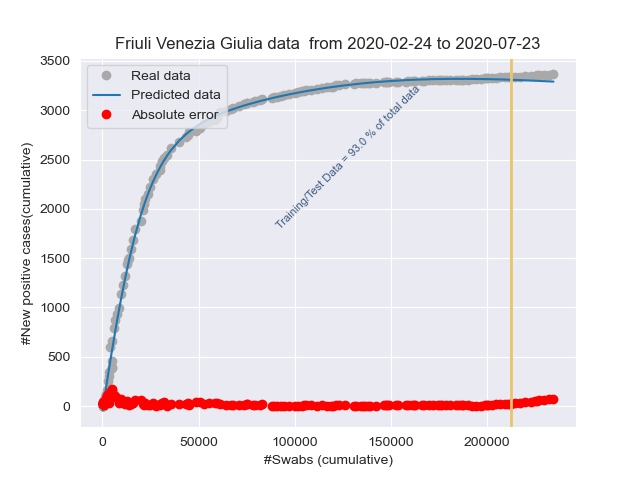 Friuli Venezia Giulia data  from 2020-02-24 to 2020-07-23
Real data
Predicted data
Absolute error
Training/Test Data = 93.0 % of total data
#New positive cases(cumulative)
3500
3000
2500
2000
1500
1000
500
0
0
50000
100000
150000
200000
#Swabs (cumulative)